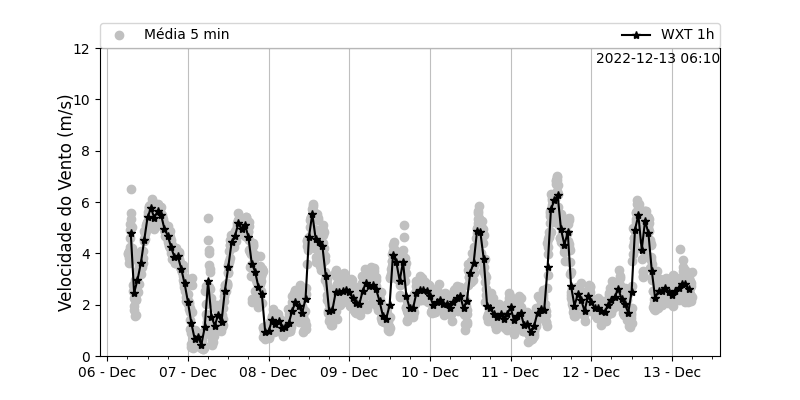 Média 5 min
WXT 1h
2022-12-13 06:10
Velocidade do Vento (m/s)
12
10
8
6
4
2
0
06 - Dec
07 - Dec
08 - Dec
09 - Dec
10 - Dec
11 - Dec
12 - Dec
13 - Dec